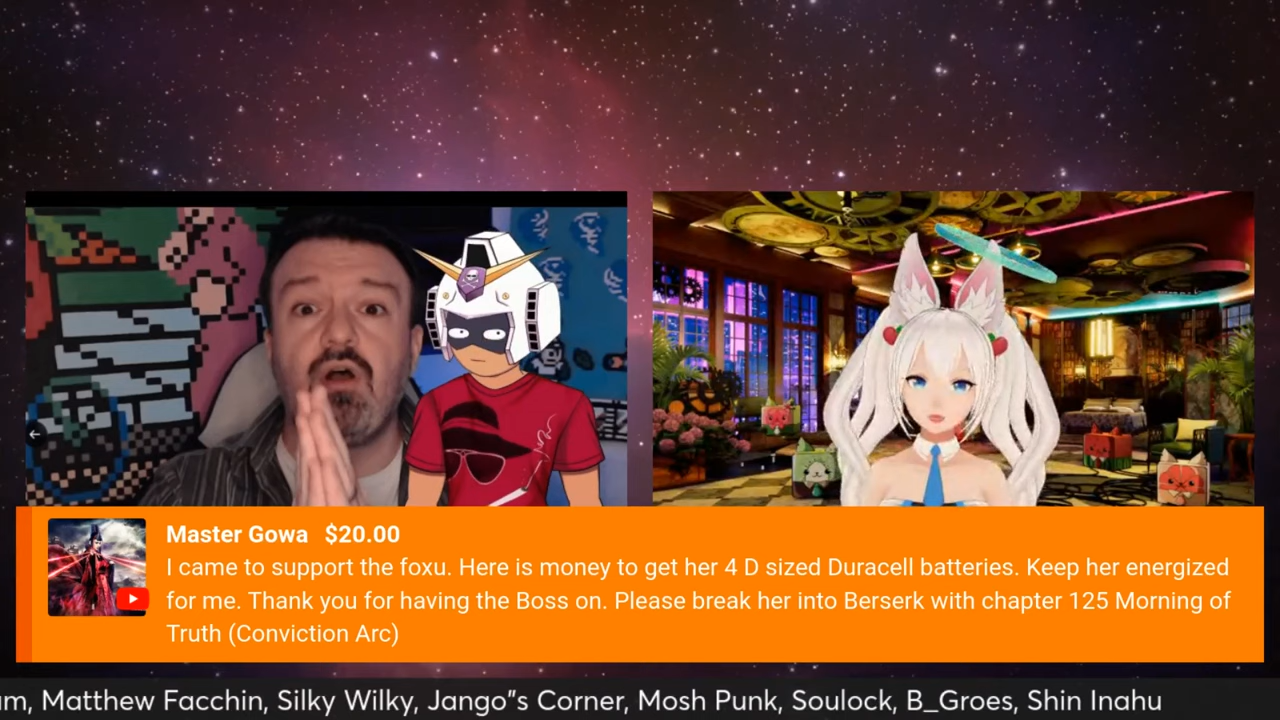 Master Gowa $20.00
I came to support the foxu. Here is money to get her 4 D sized Duracell batteries. Keep her energized
for me. Thank you for having the Boss on. Please break her into Berserk with chapter 125 Morning of
Truth (Conviction Arc)
am, Matthew Facchin, Silky Wilky, Jango"s Corner, Mosh Punk, Soulock, B_Groes, Shin Inahu